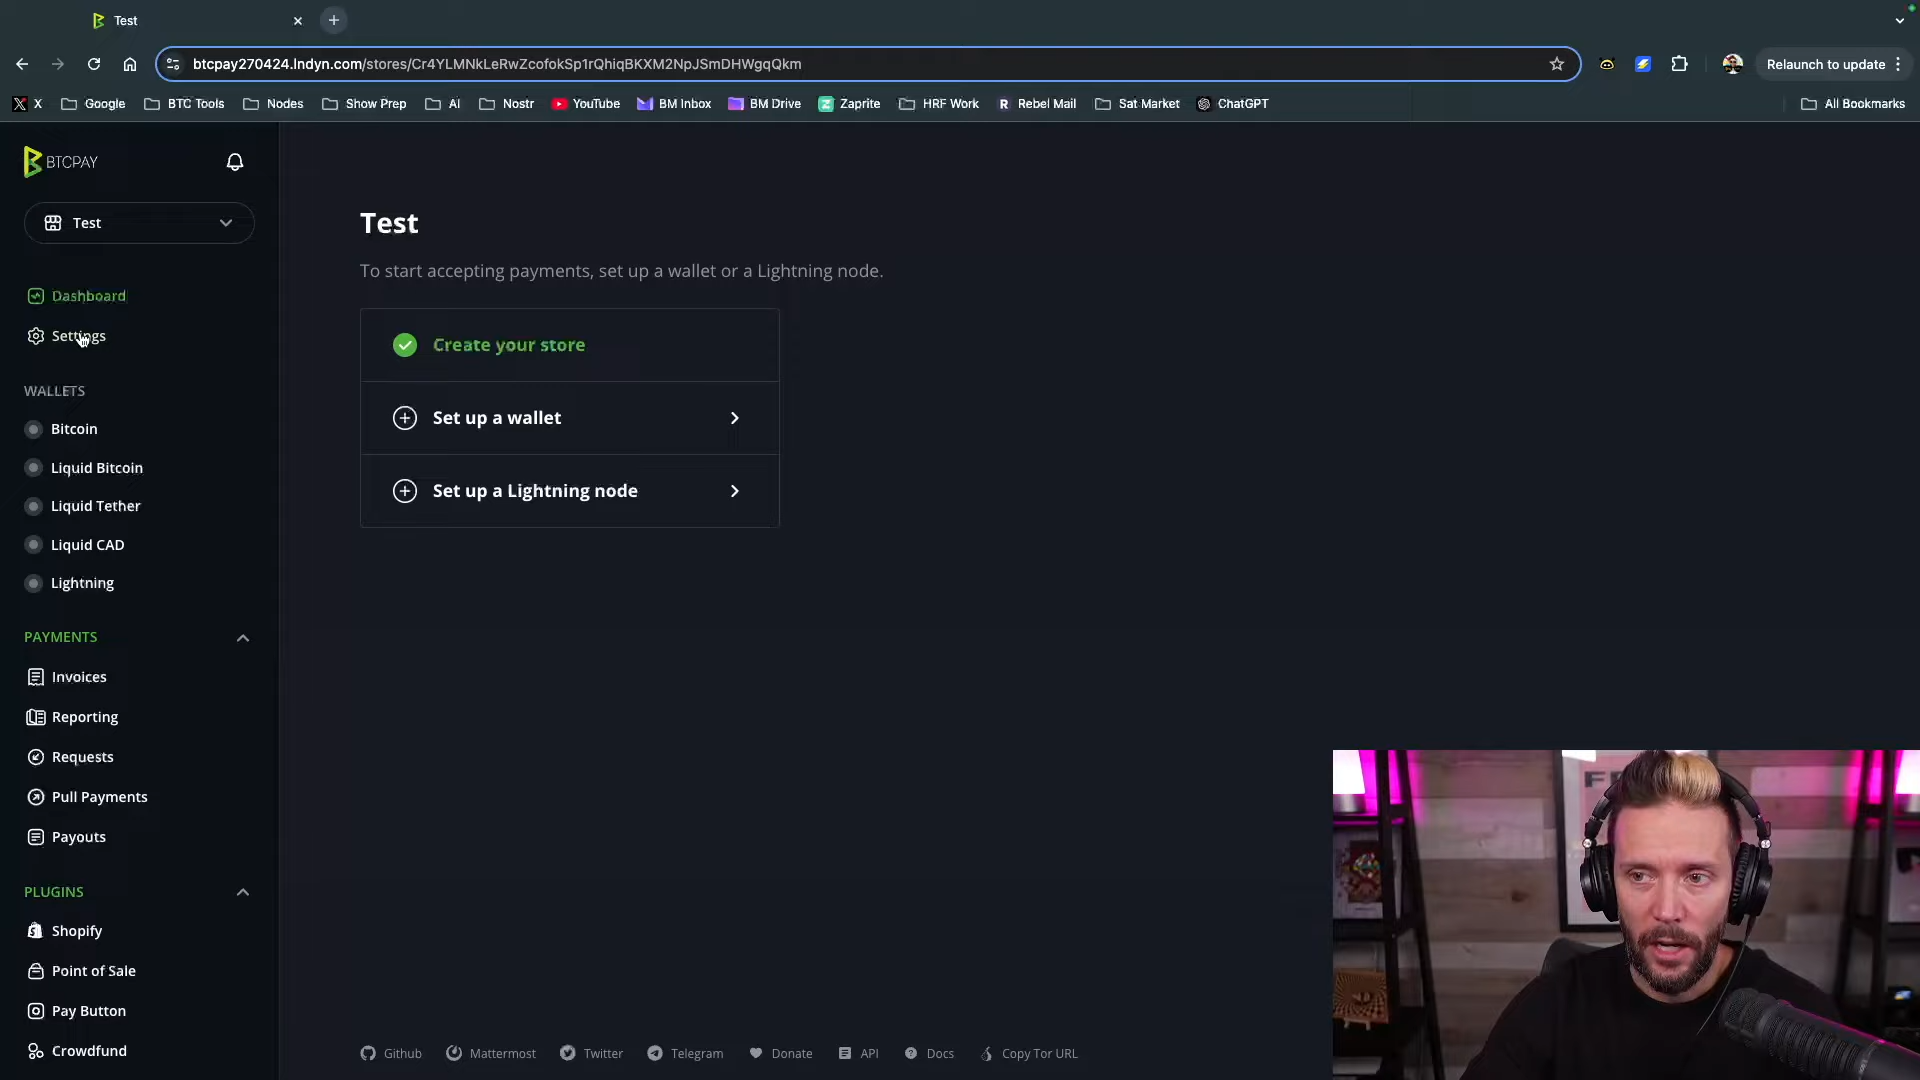 Test
btcpay270424.lndyn.com/stores/Cr4YLMNkLeRwZcofokSp1rQhiqBKXM2NpJSmDHWgqQkm
Relaunch to update
X
Google
BTC Tools
Nodes
Show Prep
AI
Nostr
YouTube
BM Inbox
BM Drive
Zaprite
HRF Work
Rebel Mail
Sat Market
ChatGPT
All Bookmarks
BTCPAY
Test
Dashboard
Settings
WALLETS
Bitcoin
Liquid Bitcoin
Liquid Tether
Liquid CAD
Lightning
PAYMENTS
Invoices
Reporting
Requests
Pull Payments
Payouts
PLUGINS
Shopify
Point of Sale
Pay Button
Crowdfund
Test
To start accepting payments, set up a wallet or a Lightning node.
Create your store
Set up a wallet
Set up a Lightning node
Github
Mattermost
Twitter
Telegram
Donate
API
Docs
Copy Tor URL